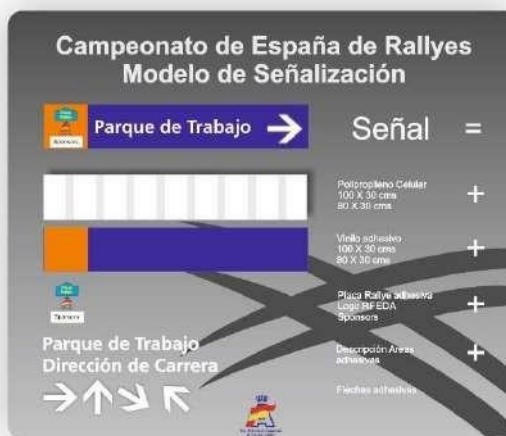 Campeonato de España de Rallyes
Modelo de Señalización
Sponsors
Parque de Trabajo
Señal =
Polipropileno Celular
100 X 30 cms
80 X 30 cms
+
Vinilo adhesivo
100 X 30 cms
80 X 30 cms
+
Placa Rallye adhesiva
Logo RFEDA
Sponsors
+
Sponsors
Parque de Trabajo
Dirección de Carrera
Descripción Areas
adhesivas
+
Flechas adhesivas